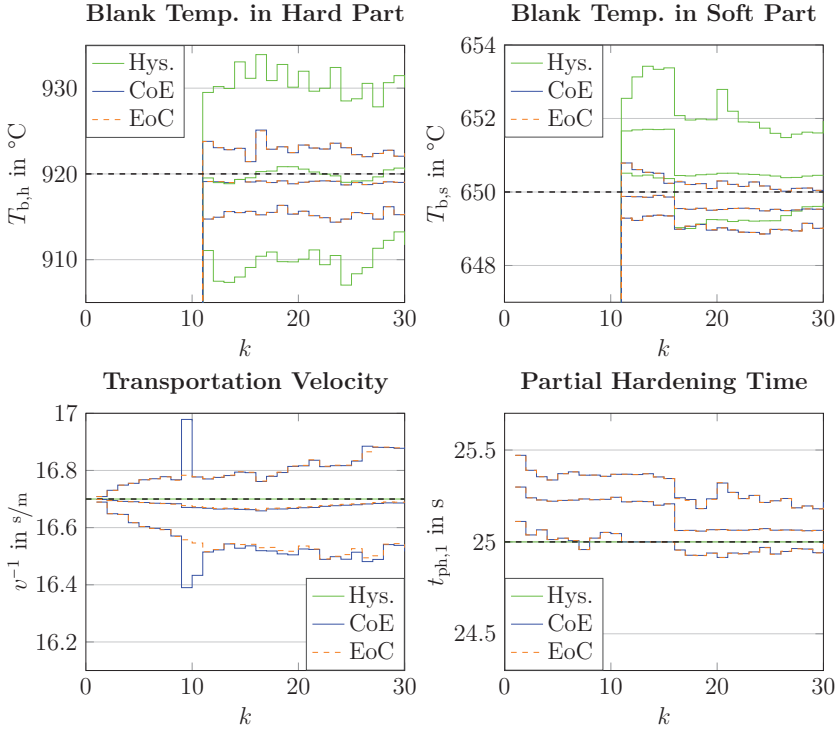 Blank Temp. in Hard Part
T_b,h in °C
930
920
910
Hys.
CoE
EoC
0
10
20
30
k
Blank Temp. in Soft Part
T_b,s in °C
654
652
650
648
Hys.
CoE
EoC
0
10
20
30
k
Transportation Velocity
v⁻¹ in s/m
17
16.8
16.6
16.4
16.2
Hys.
CoE
EoC
0
10
20
30
k
Partial Hardening Time
t_ph,1 in s
25.5
25
24.5
Hys.
CoE
EoC
0
10
20
30
k